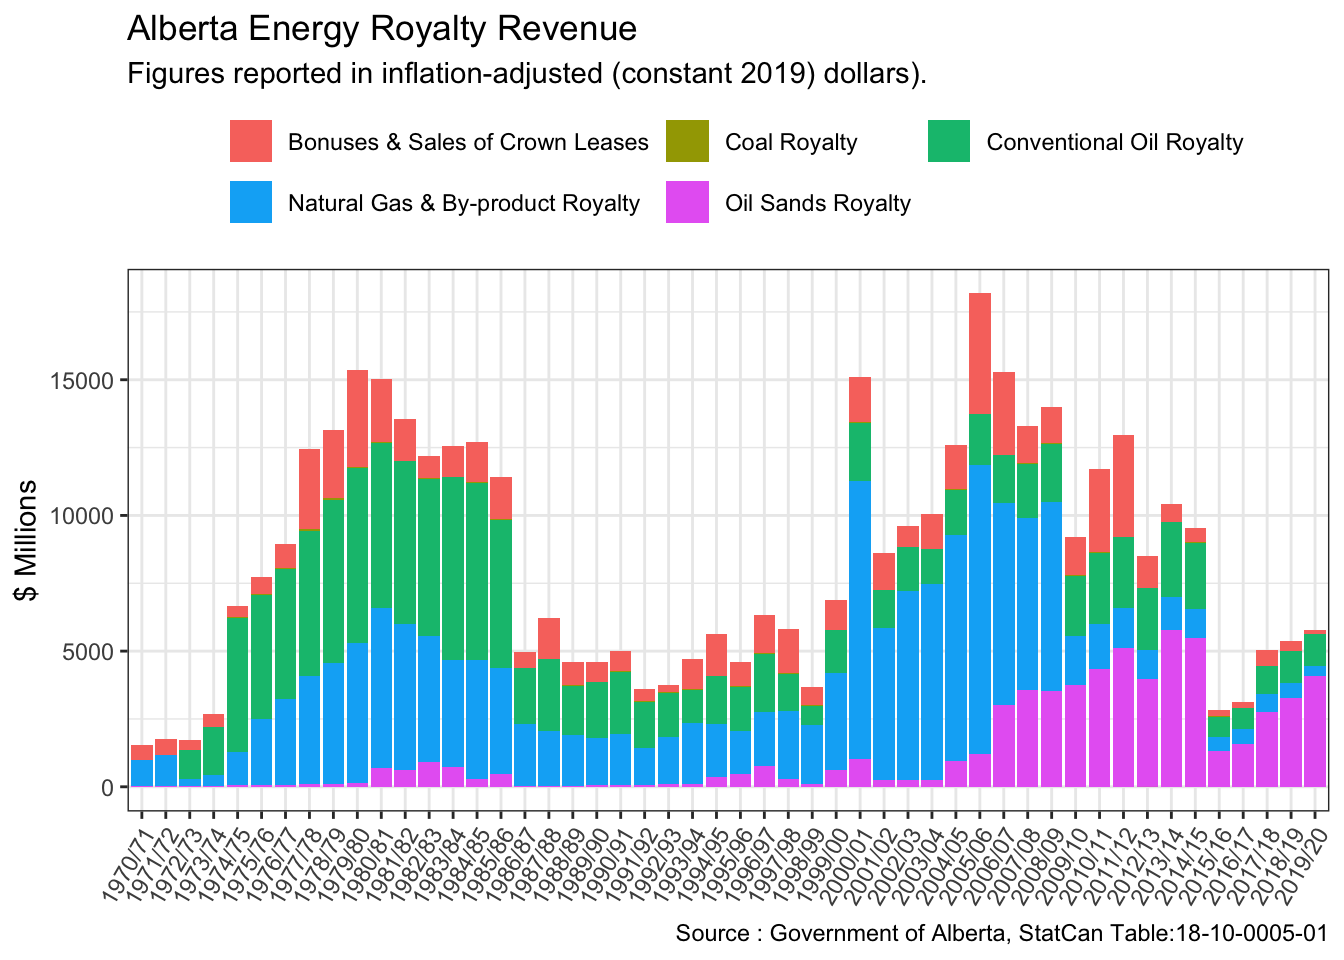 Alberta Energy Royalty Revenue
Figures reported in inflation-adjusted (constant 2019) dollars).
Bonuses & Sales of Crown Leases Coal Royalty Conventional Oil Royalty
Natural Gas & By-product Royalty Oil Sands Royalty
$ Millions
15000
10000
5000
0
1970/71 1971/72 1972/73 1973/74 1974/75 1975/76 1976/77 1977/78 1978/79 1979/80 1980/81 1981/82 1982/83 1983/84 1984/85 1985/86 1986/87 1987/88 1988/89 1989/90 1990/91 1991/92 1992/93 1993/94 1994/95 1995/96 1996/97 1997/98 1998/99 1999/00 2000/01 2001/02 2002/03 2003/04 2004/05 2005/06 2006/07 2007/08 2008/09 2009/10 2010/11 2011/12 2012/13 2013/14 2014/15 2015/16 2016/17 2017/18 2018/19 2019/20
Source : Government of Alberta, StatCan Table:18-10-0005-01